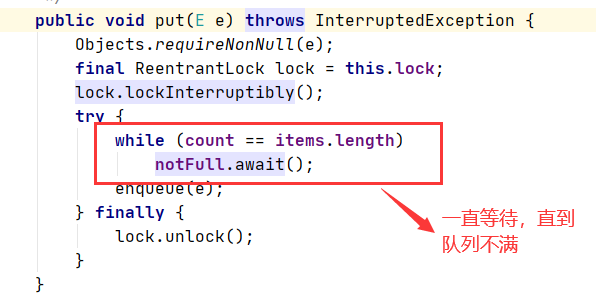 public void put(E e) throws InterruptedException {
Objects.requireNonNull(e);
final ReentrantLock lock = this.lock;
lock.lockInterruptibly();
try {
while (count == items.length)
notFull.await();
enqueue(e);
} finally {
lock.unlock();
}
}
一直等待，直到
队列不满